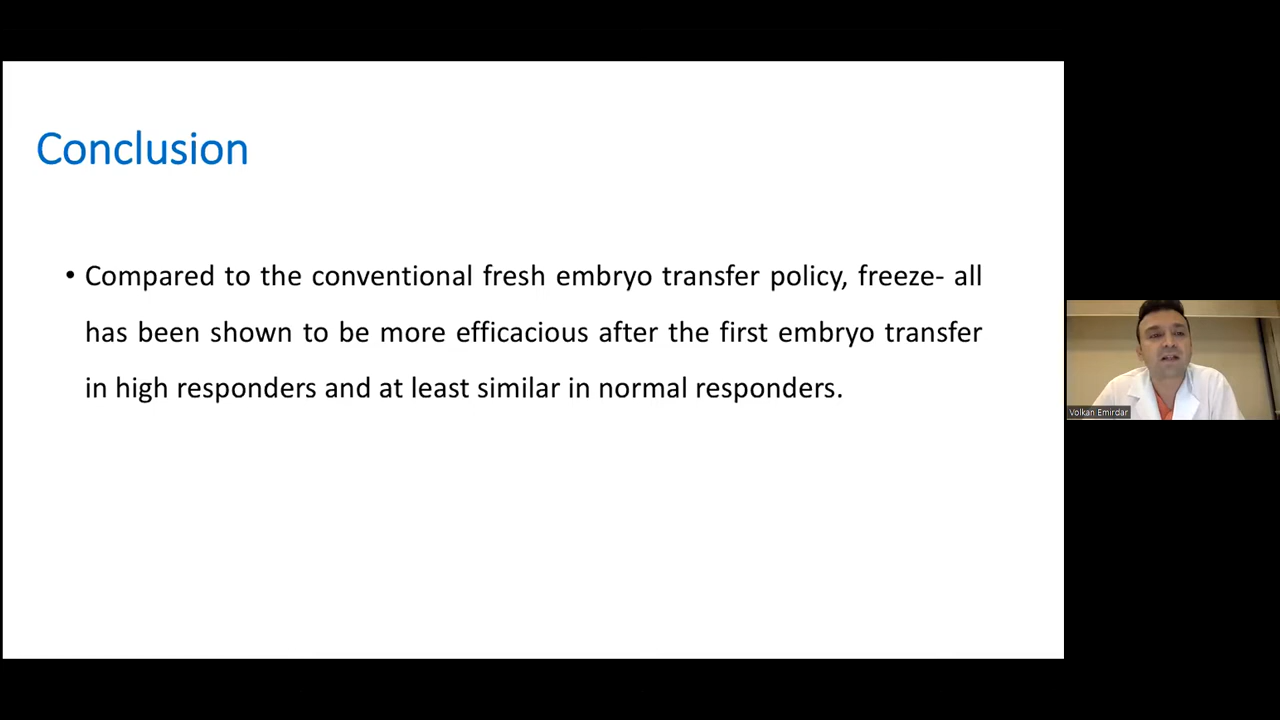 Conclusion
• Compared to the conventional fresh embryo transfer policy, freeze- all
has been shown to be more efficacious after the first embryo transfer
in high responders and at least similar in normal responders.
Volkan Emirdar